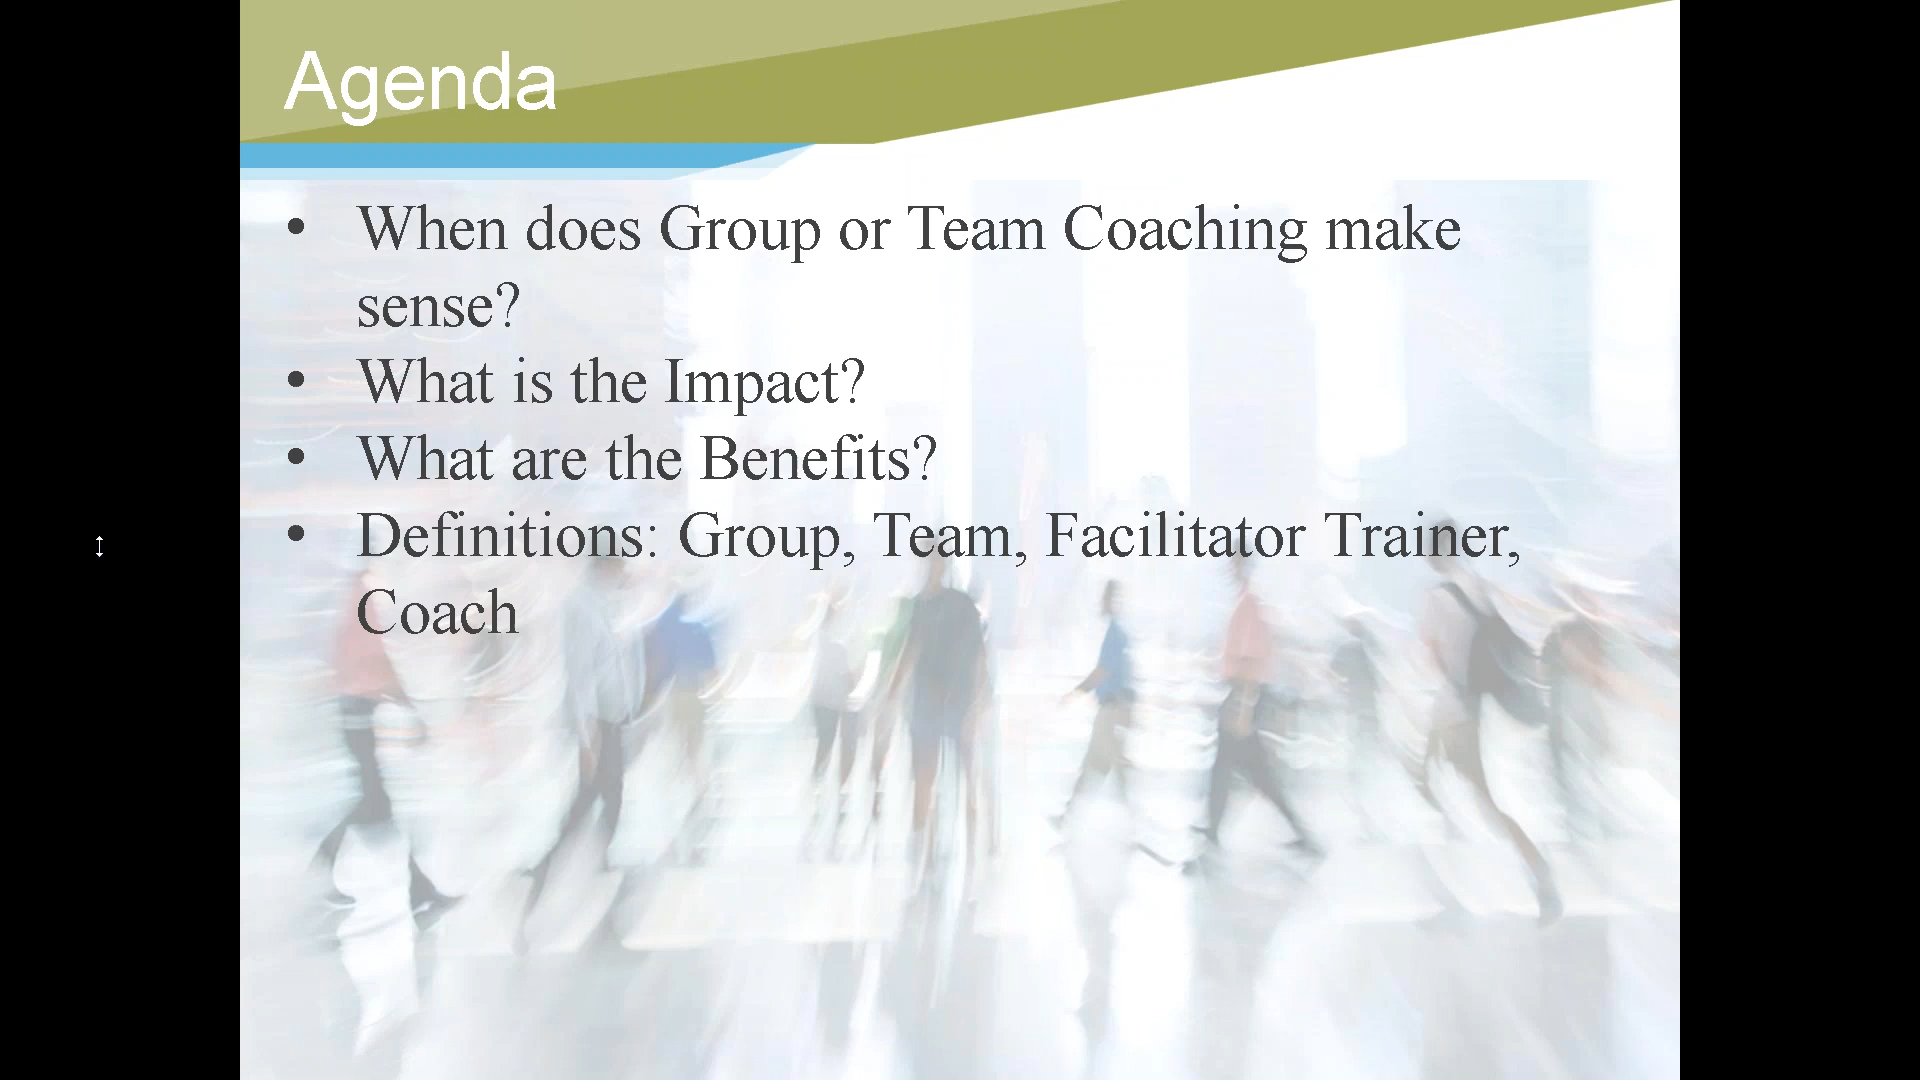 Agenda
• When does Group or Team Coaching make
sense?
• What is the Impact?
• What are the Benefits?
• Definitions: Group, Team, Facilitator Trainer,
Coach